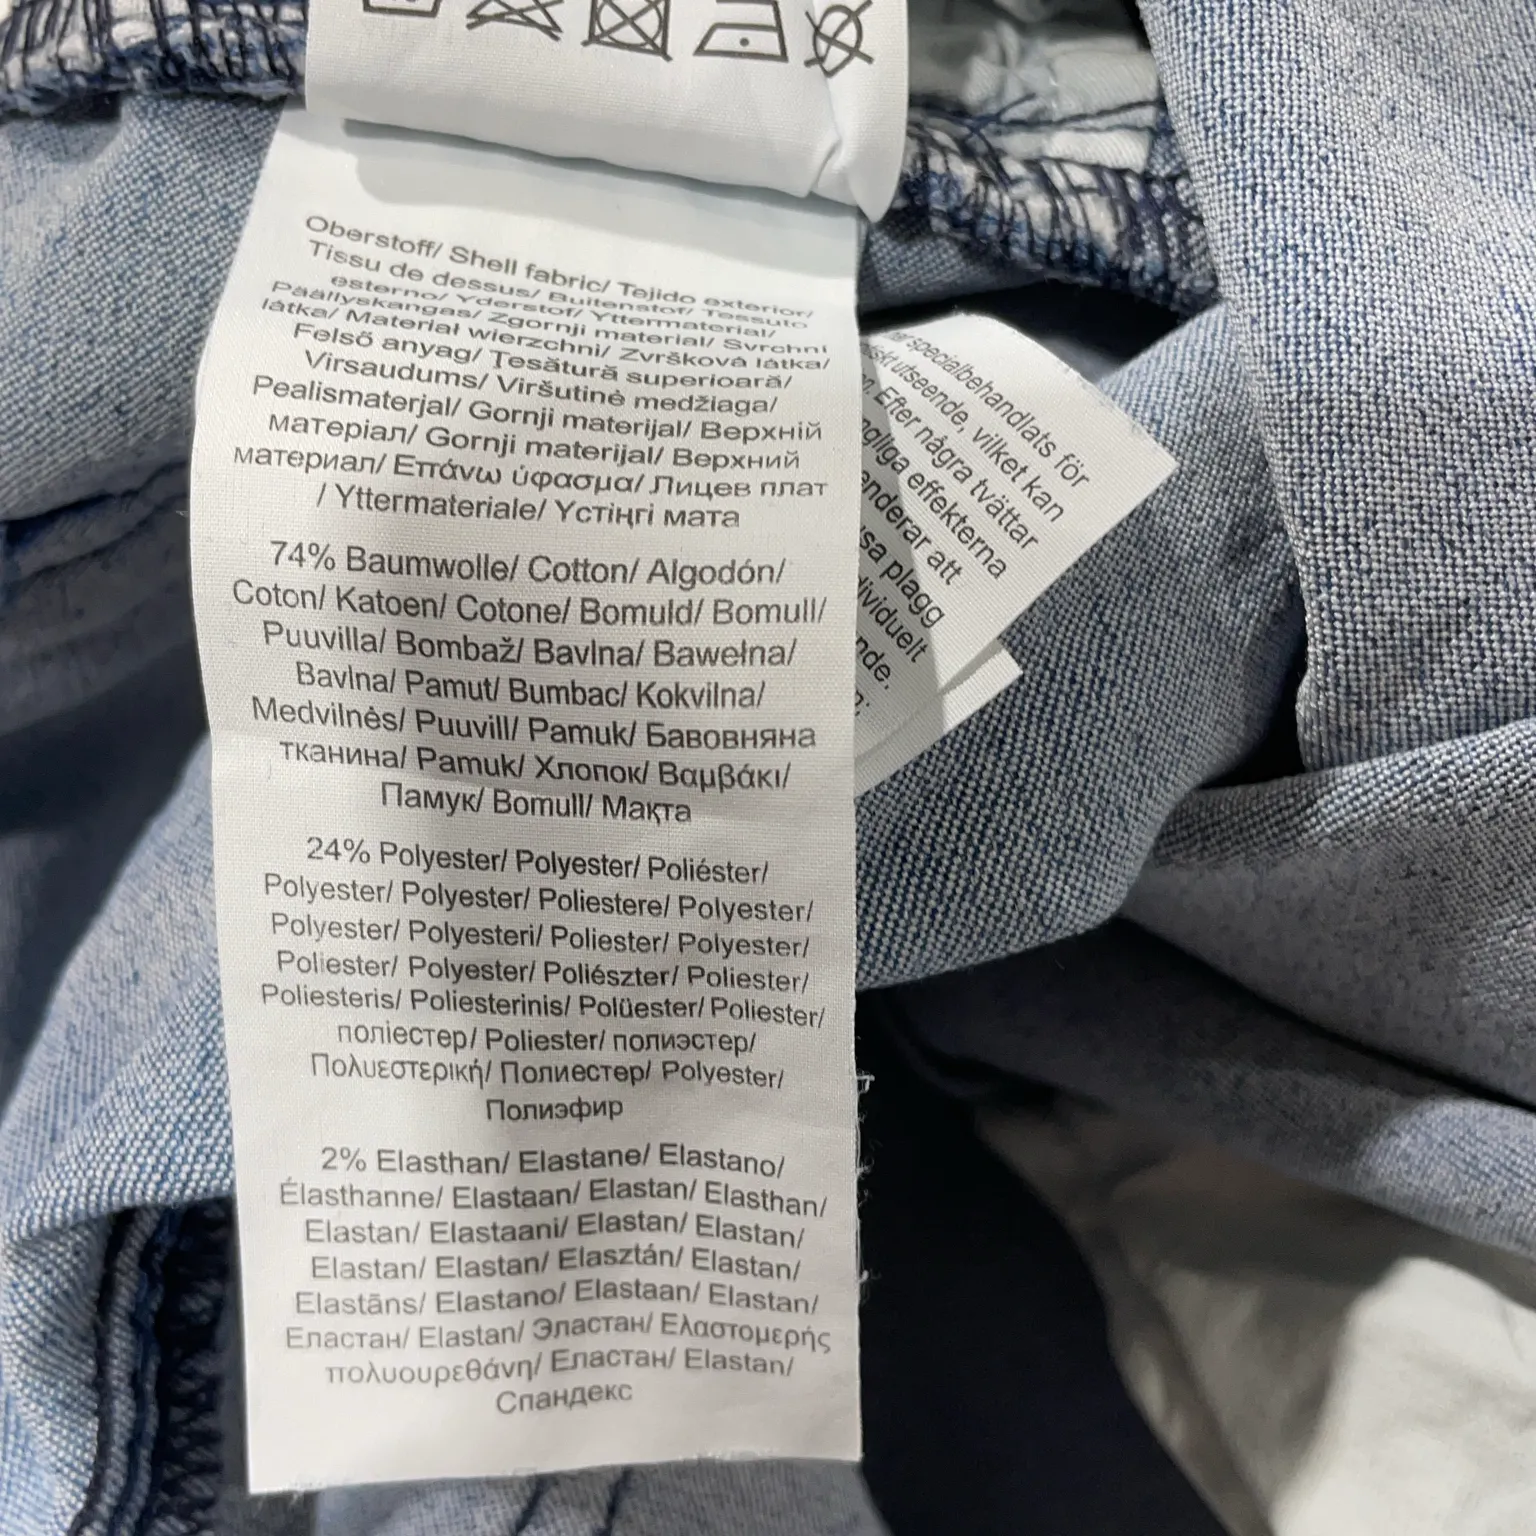 Oberstoff/ Shell fabric/ Tejido exterior/
Tissu de dessus/ Buitenstof/ Tessuto
esterno/ Yderstof/ Yttermaterial/
Päällyskangas/ Zgornji material/ Svrchní
látka/ Materiał wierzchni/ Zvršková látka/
Felső anyag/ Ţesătură superioară/
Virsaudums/ Viršutinė medžiaga/
Pealismaterjal/ Gornji materijal/ Верхній
матеріал/ Gornji materijal/ Верхний
материал/ Επάνω ύφασμα/ Лицев плат
/ Yttermateriale/ Үстіңгі мата
74% Baumwolle/ Cotton/ Algodón/
Coton/ Katoen/ Cotone/ Bomuld/ Bomull/
Puuvilla/ Bombaž/ Bavlna/ Bawełna/
Bavlna/ Pamut/ Bumbac/ Kokvilna/
Medvilnės/ Puuvill/ Pamuk/ Бавовняна
тканина/ Pamuk/ Хлопок/ Βαμβάκι/
Памук/ Bomull/ Мақта
24% Polyester/ Polyester/ Poliéster/
Polyester/ Polyester/ Poliestere/ Polyester/
Polyester/ Polyesteri/ Poliester/ Polyester/
Poliester/ Polyester/ Poliészter/ Poliester/
Poliesteris/ Poliesterinis/ Polüester/ Poliester/
поліестер/ Poliester/ полиэстер/
Πολυεστερική/ Полиестер/ Polyester/
Полиэфир
2% Elasthan/ Elastane/ Elastano/
Élasthanne/ Elastaan/ Elastan/ Elasthan/
Elastan/ Elastaani/ Elastan/ Elastan/
Elastan/ Elastan/ Elasztán/ Elastan/
Elastāns/ Elastano/ Elastaan/ Elastan/
Еластан/ Elastan/ Эластан/ Ελαστομερής
πολυουρεθάνη/ Еластан/ Elastan/
Спандекс
specialbehandlats för
utseende, vilket kan
Efter några tvättar
effekterna
att
plagg